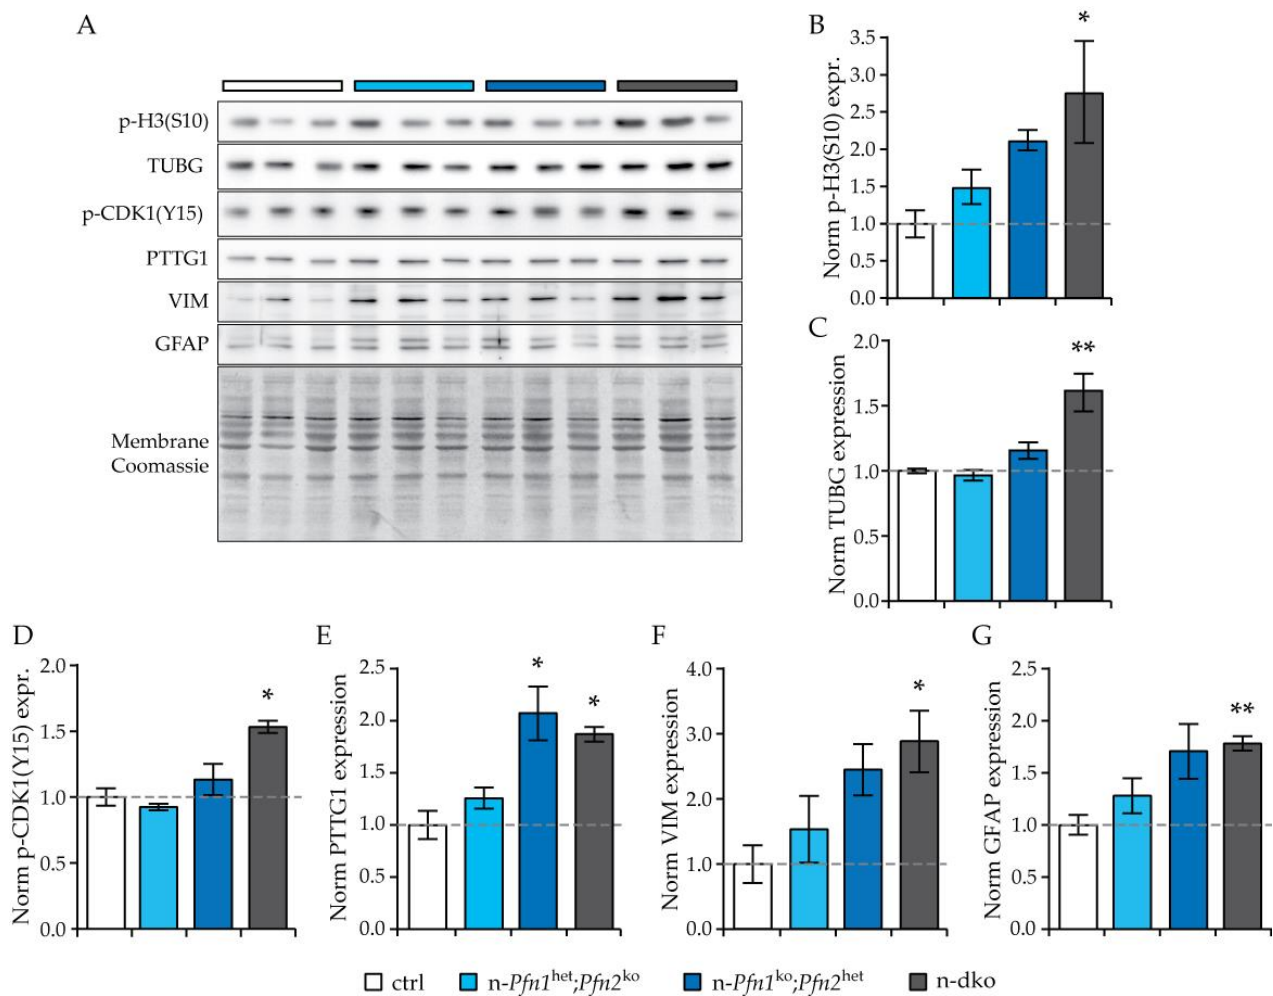 A
p-H3(S10)
TUBG
p-CDK1(Y15)
PTTG1
VIM
GFAP
Membrane
Coomassie
B
Norm p-H3(S10) expr.
3.5
3.0
2.5
2.0
1.5
1.0
0.5
0.0
*
C
Norm TUBG expression
2.0
1.5
1.0
0.5
0.0
**
D
Norm p-CDK1(Y15) expr.
2.0
1.5
1.0
0.5
0.0
*
E
Norm PTTG1 expression
2.5
2.0
1.5
1.0
0.5
0.0
*
*
F
Norm VIM expression
4.0
3.0
2.0
1.0
0.0
*
G
Norm GFAP expression
2.5
2.0
1.5
1.0
0.5
0.0
**
ctrl
n-Pfn1het;Pfn2ko
n-Pfn1ko;Pfn2het
n-dko